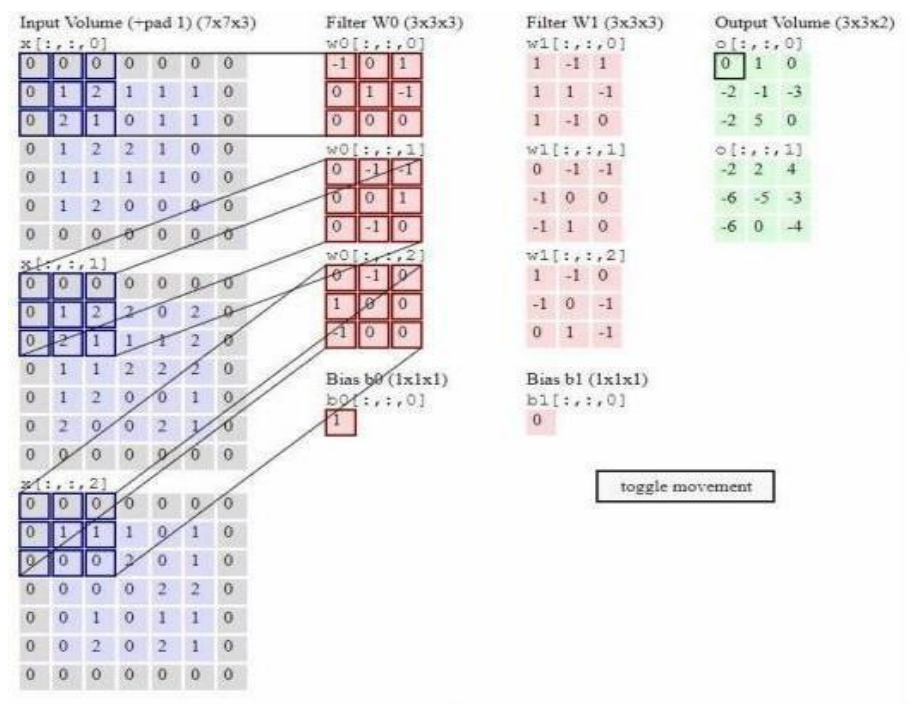 Input Volume (+pad 1) (7x7x3)
x[:,:,0]
0 0 0 0 0 0 0
0 1 2 1 1 1 0
0 2 1 0 1 1 0
0 1 2 2 1 0 0
0 1 1 1 1 0 0
0 1 2 0 0 0 0
0 0 0 0 0 0 0
x[:,:,1]
0 0 0 0 0 0 0
0 1 2 2 0 2 0
0 2 1 1 1 2 0
0 1 1 2 2 2 0
0 1 2 0 0 1 0
0 2 0 0 2 1 0
0 0 0 0 0 0 0
x[:,:,2]
0 0 0 0 0 0 0
0 1 1 1 0 1 0
0 0 0 2 0 1 0
0 0 0 0 2 2 0
0 0 1 0 1 1 0
0 0 2 0 2 1 0
0 0 0 0 0 0 0
Filter W0 (3x3x3)
w0[:,:,0]
-1 0 1
0 1 -1
0 0 0
w0[:,:,1]
0 -1 -1
0 0 1
0 -1 0
w0[:,:,2]
0 -1 0
1 0 0
-1 0 0
Bias b0 (1x1x1)
b0[:,:,0]
1
Filter W1 (3x3x3)
w1[:,:,0]
1 -1 1
1 1 -1
1 -1 0
w1[:,:,1]
0 -1 -1
-1 0 0
-1 1 0
w1[:,:,2]
1 -1 0
-1 0 -1
0 1 -1
Bias b1 (1x1x1)
b1[:,:,0]
0
Output Volume (3x3x2)
o[:,:,0]
0 1 0
-2 -1 -3
-2 5 0
o[:,:,1]
-2 2 4
-6 -5 -3
-6 0 -4
toggle movement